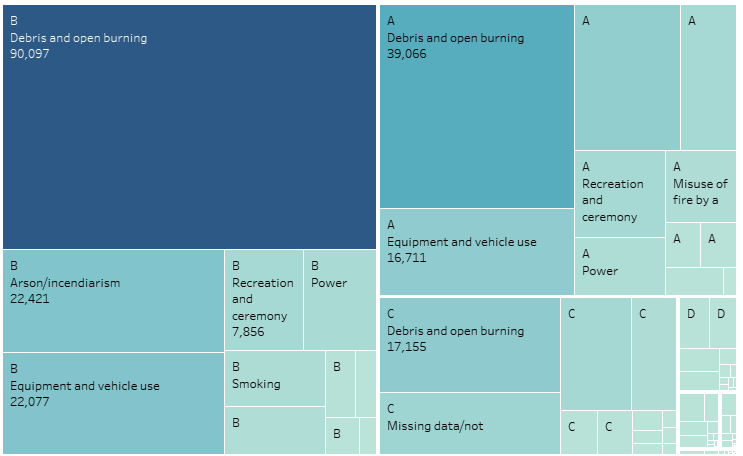 B
Debris and open burning
90,097
B
Arson/incendiarism
22,421
B
Equipment and vehicle use
22,077
B
Recreation
and
ceremony
7,856
B
Power
B
Smoking
B
B
B
A
Debris and open burning
39,066
A
Equipment and vehicle use
16,711
A
A
A
Recreation
and
ceremony
A
Misuse of
fire by a
A
Power
A
A
C
Debris and open burning
17,155
C
Missing data/not
C
C
C
C
D
D